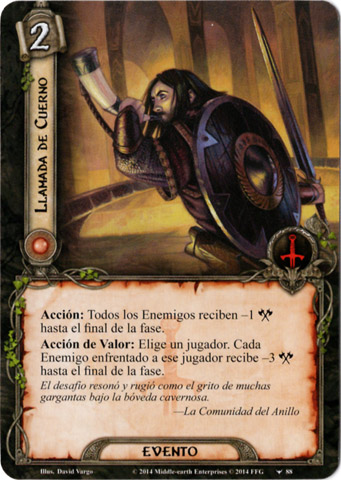 2
LLAMADA DE CUERNO
Acción: Todos los Enemigos reciben –1
hasta el final de la fase.
Acción de Valor: Elige un jugador. Cada
Enemigo enfrentado a ese jugador recibe –3
hasta el final de la fase.
El desafío resonó y rugió como el grito de muchas
gargantas bajo la bóveda cavernosa.
—La Comunidad del Anillo
EVENTO
Illus. David Vargo © 2014 Middle-earth Enterprises © 2014 FFG 88